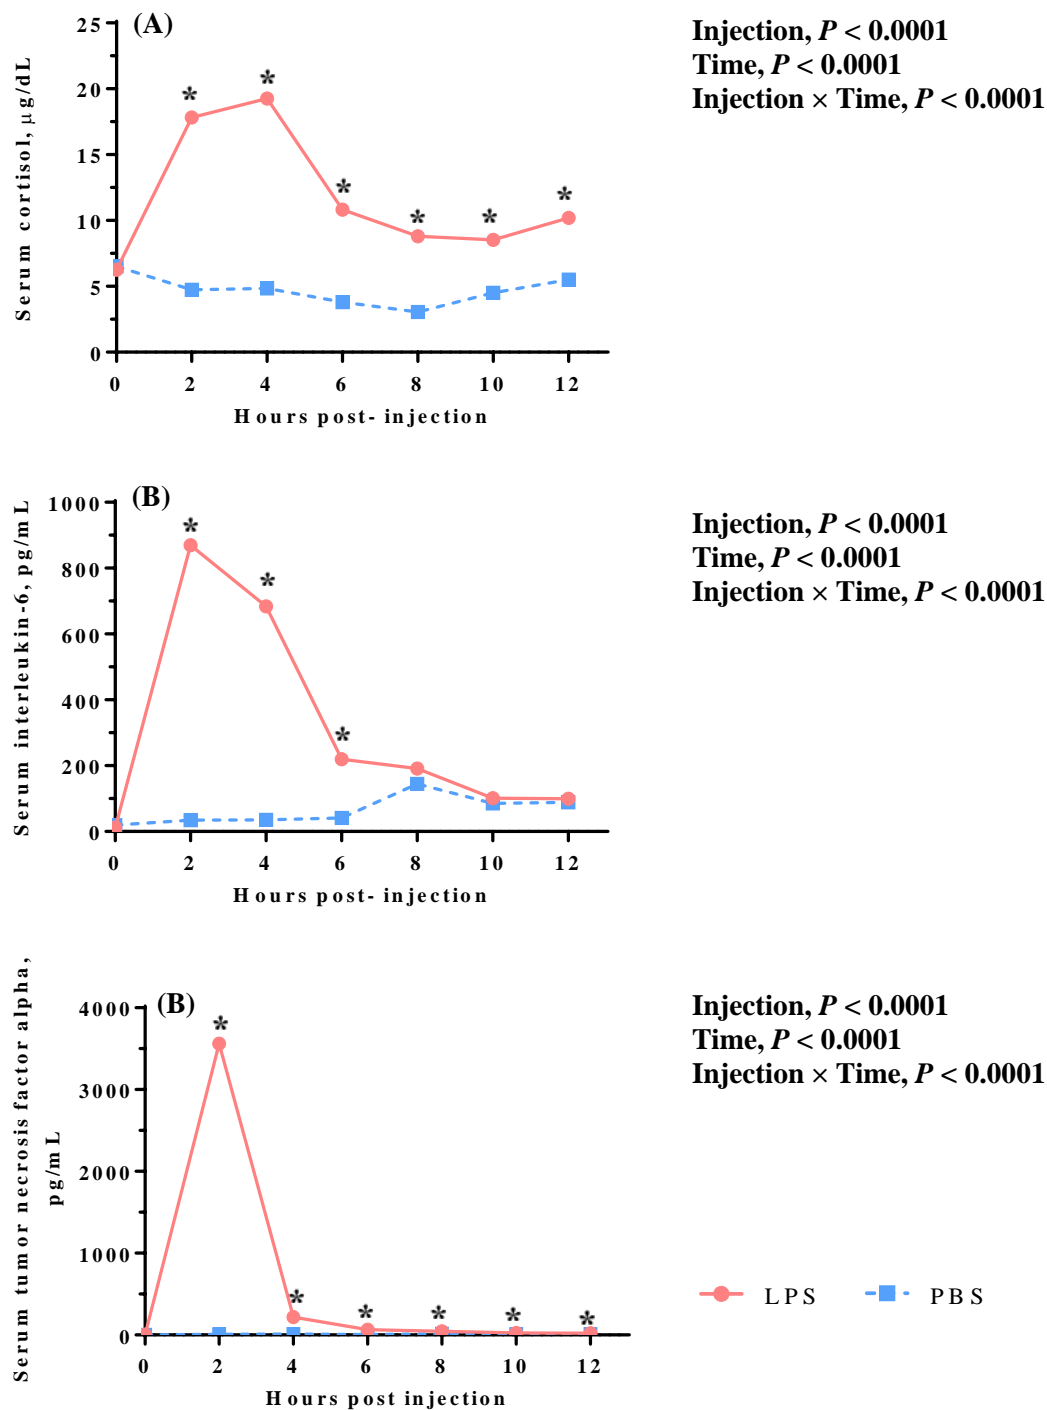 (A)
Injection, P < 0.0001
Time, P < 0.0001
Injection × Time, P < 0.0001
Serum cortisol, μg/dL
25
20
15
10
5
0
* * * * * *
0 2 4 6 8 10 12
Hours post- injection
(B)
Injection, P < 0.0001
Time, P < 0.0001
Injection × Time, P < 0.0001
Serum interleukin-6, pg/mL
1000
800
600
400
200
0
* * *
0 2 4 6 8 10 12
Hours post- injection
(B)
Injection, P < 0.0001
Time, P < 0.0001
Injection × Time, P < 0.0001
Serum tumor necrosis factor alpha,
pg/mL
4000
3000
2000
1000
0
* * * * * *
0 2 4 6 8 10 12
Hours post injection
LPS PBS